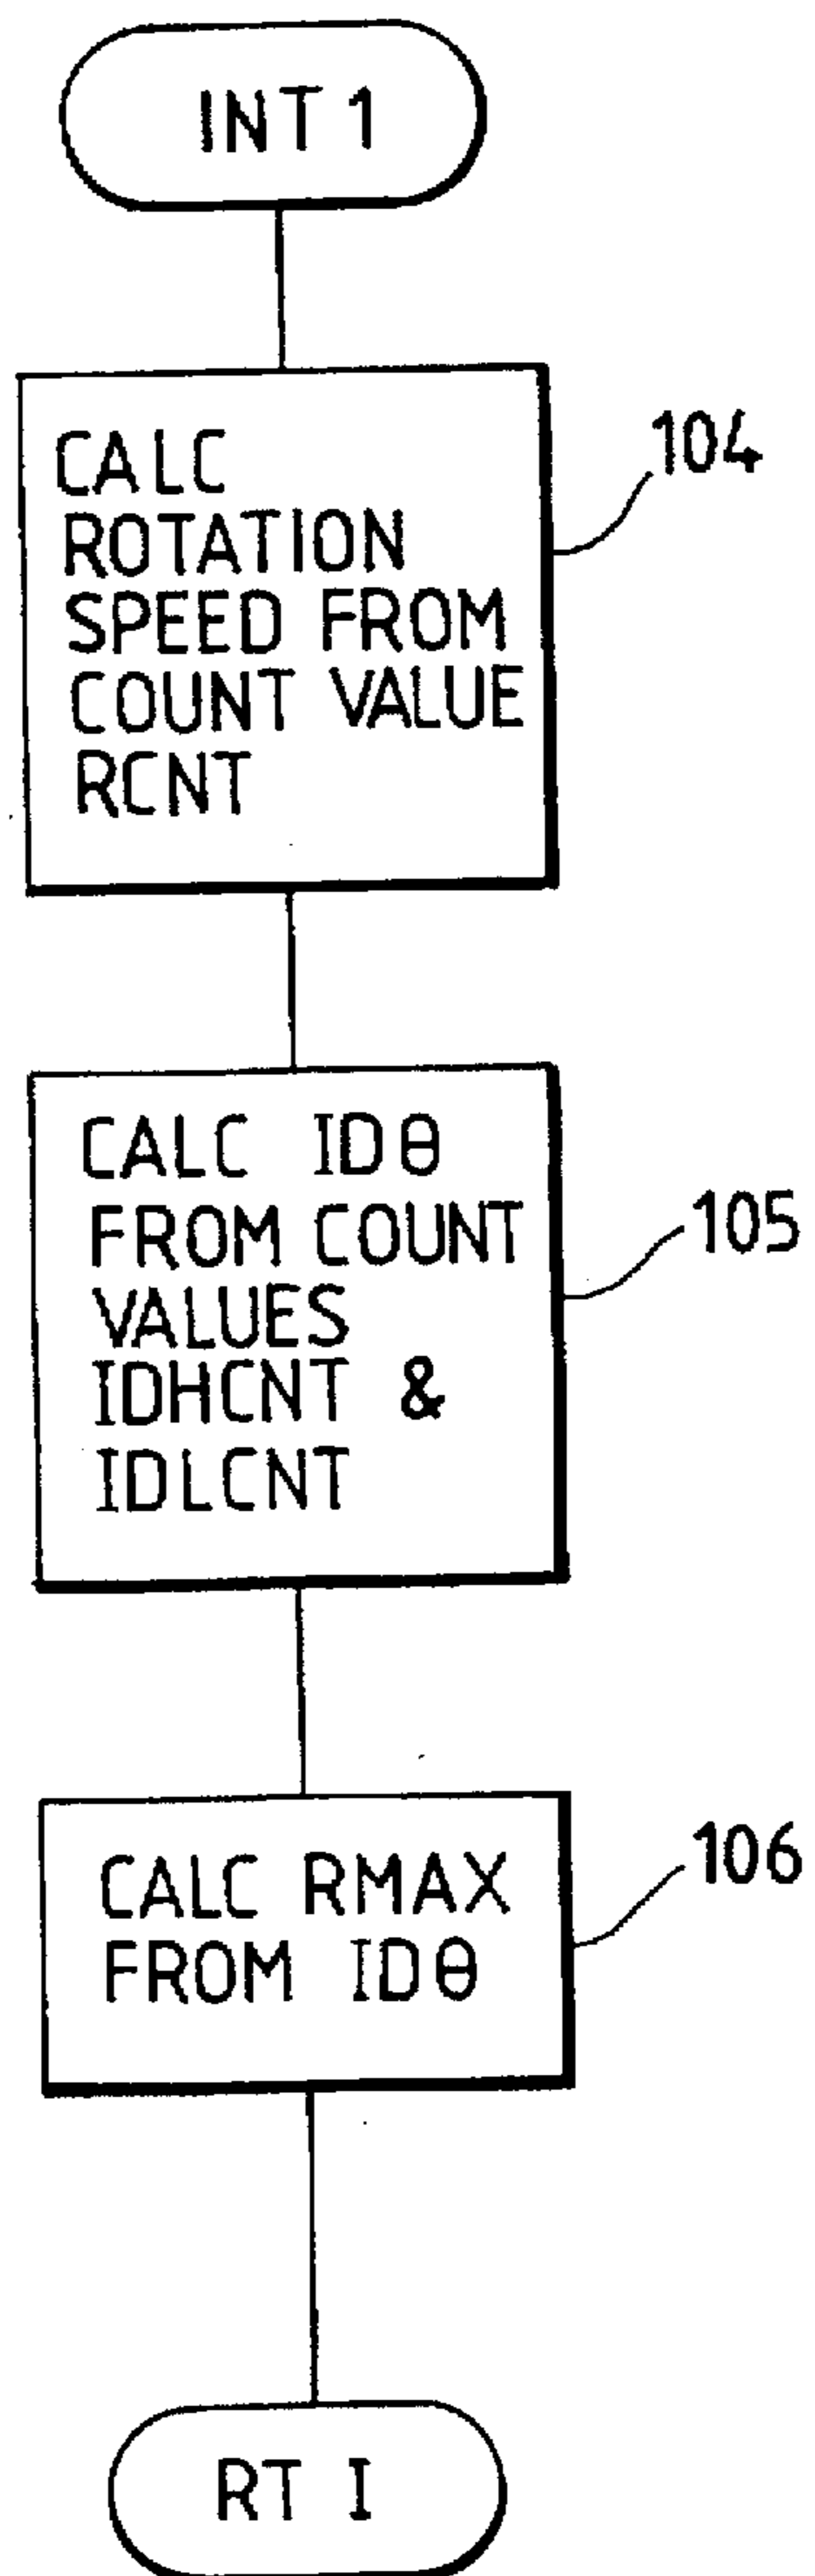 INT 1
CALC
ROTATION
SPEED FROM
COUNT VALUE
RCNT
104
CALC IDθ
FROM COUNT
VALUES
IDHCNT &
IDLCNT
105
CALC RMAX
FROM IDθ
106
RT I